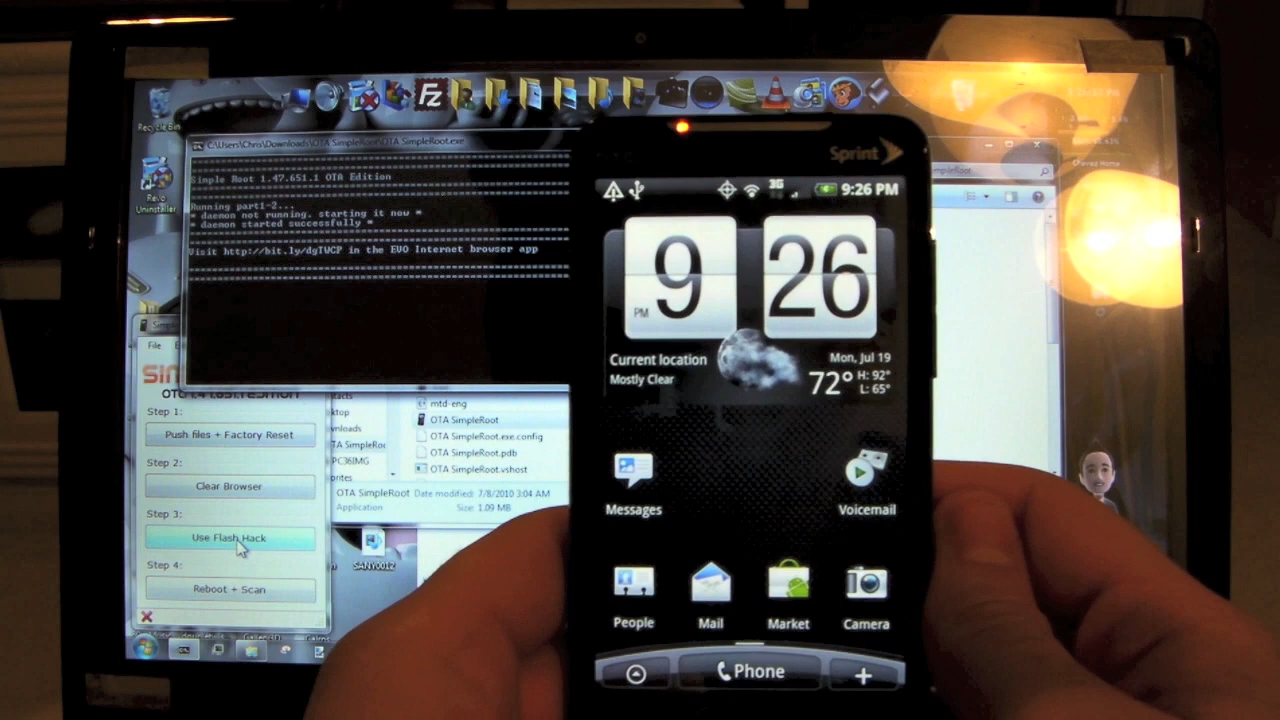 Recycle Bin
Revo
Uninstaller
C:\Users\Chris\Downloads\OTA SimpleRoot\OTA SimpleRoot.exe
Simple Root 1.47.651.1 OTA Edition
Running part1-2...
* daemon not running. starting it now *
* daemon started successfully *
Visit http://bit.ly/dgTWCP in the EVO Internet browser app
File
Step 1:
Push files + Factory Reset
Step 2:
Clear Browser
Step 3:
Use Flash Hack
Step 4:
Reboot + Scan
mtd-eng
OTA SimpleRoot
OTA SimpleRoot.exe.config
OTA SimpleRoot.pdb
OTA SimpleRoot.vshost
PC36IMG
OTA SimpleRoot Date modified: 7/8/2010 3:04 AM
Application Size: 1.09 MB
SANY0012
Fz
Sprint
3G
9:26 PM
9 26
PM
Current location
Mostly Clear
Mon, Jul 19
72° H: 92°
L: 65°
Messages
Voicemail
People
Mail
Market
Camera
Phone